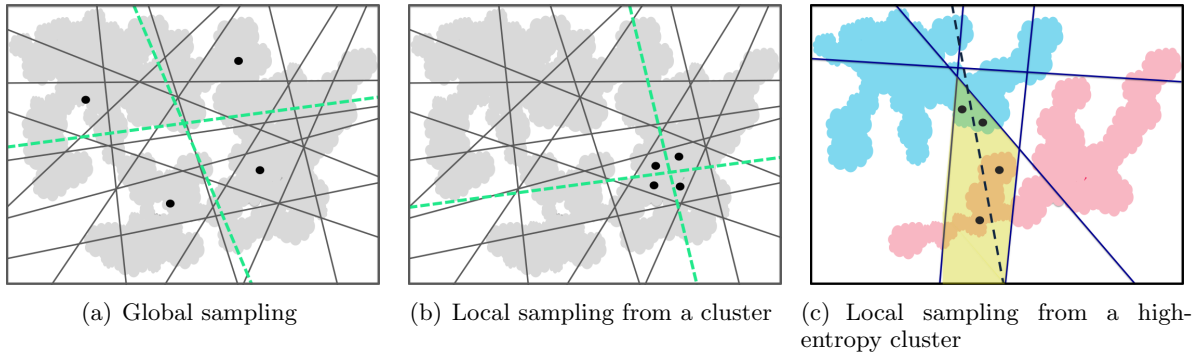 (a) Global sampling
(b) Local sampling from a cluster
(c) Local sampling from a high-
entropy cluster